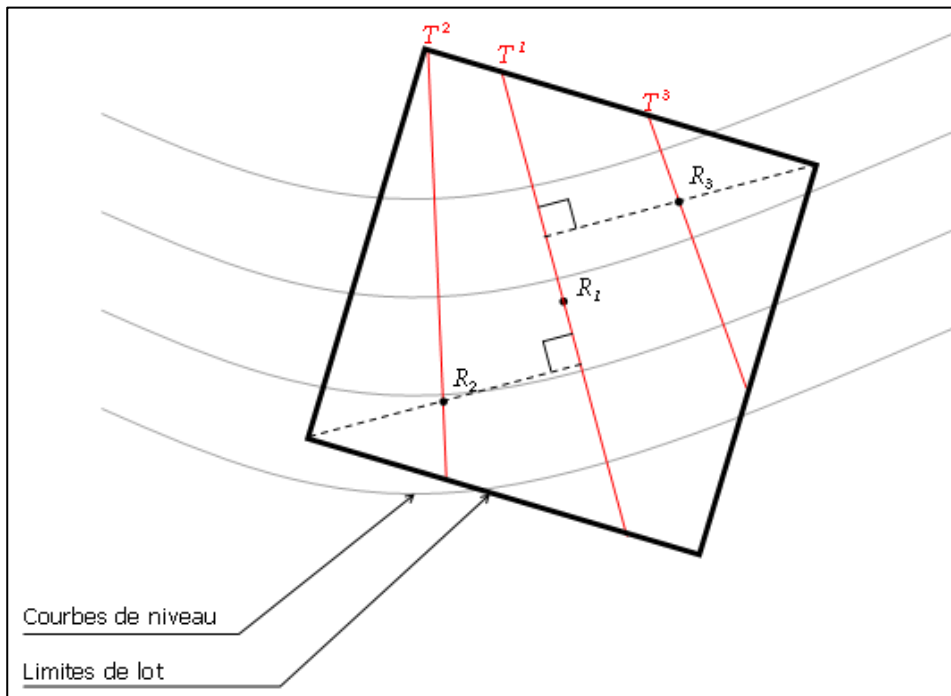 T²
T¹
T³
R₃
R₁
R₂
Courbes de niveau
Limites de lot